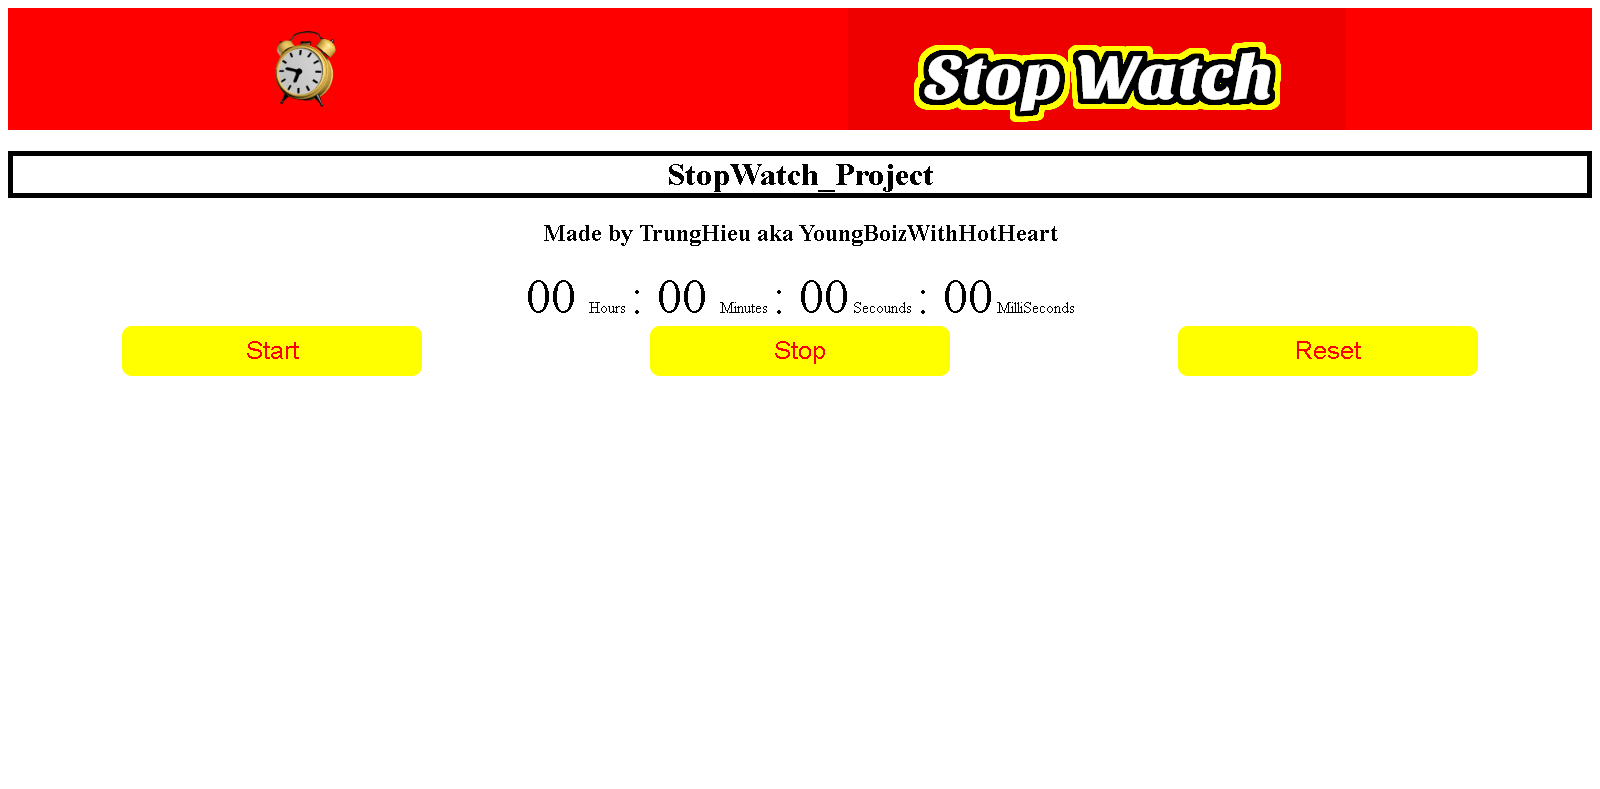 Stop Watch
StopWatch_Project
Made by TrungHieu aka YoungBoizWithHotHeart
00 Hours : 00 Minutes : 00 Secounds : 00 MilliSeconds
Start Stop Reset